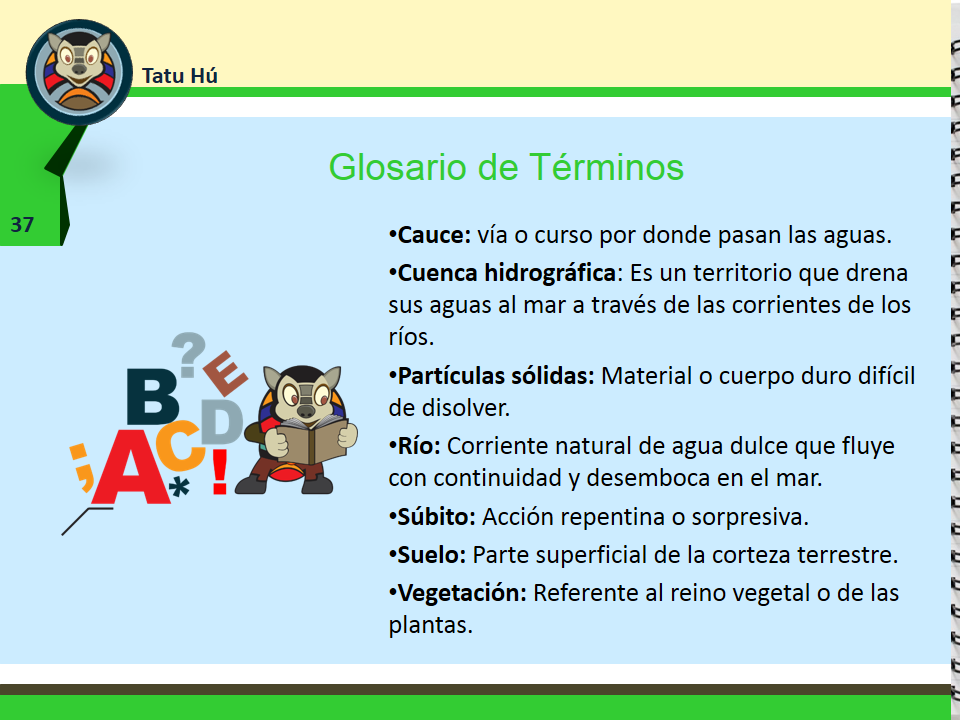 Tatu Hú
37
Glosario de Términos
•Cauce: vía o curso por donde pasan las aguas.
•Cuenca hidrográfica: Es un territorio que drena
sus aguas al mar a través de las corrientes de los
ríos.
•Partículas sólidas: Material o cuerpo duro difícil
de disolver.
•Río: Corriente natural de agua dulce que fluye
con continuidad y desemboca en el mar.
•Súbito: Acción repentina o sorpresiva.
•Suelo: Parte superficial de la corteza terrestre.
•Vegetación: Referente al reino vegetal o de las
plantas.
? E
B D
; A C * !